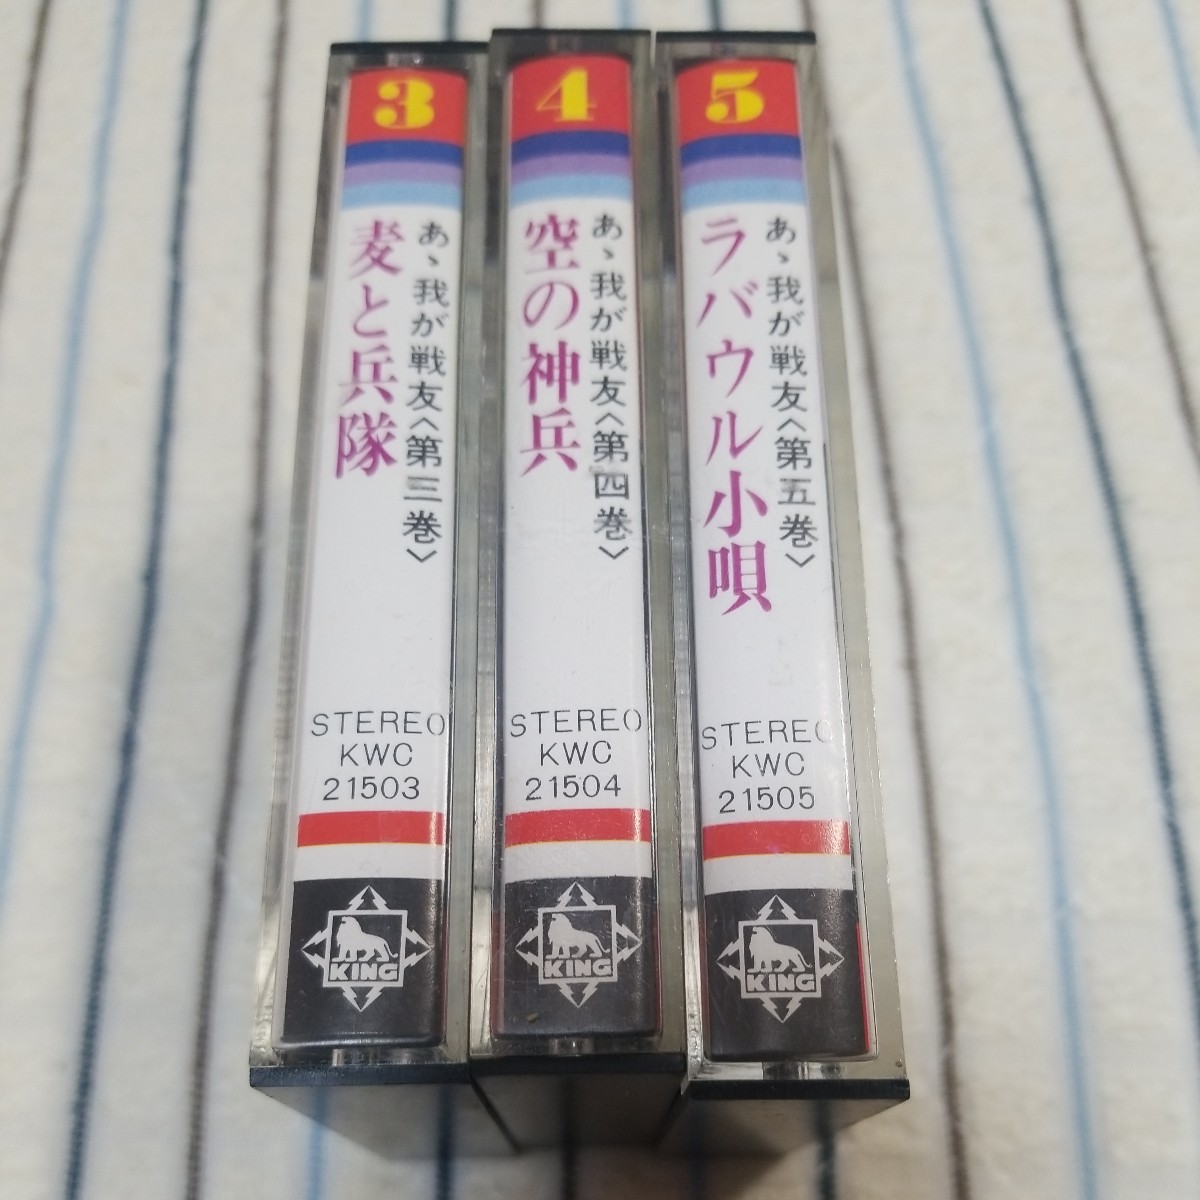 3
あゝ我が戦友〈第三巻〉
麦と兵隊
STEREO
KWC
21503
KING
4
あゝ我が戦友〈第四巻〉
空の神兵
STEREO
KWC
21504
KING
5
あゝ我が戦友〈第五巻〉
ラバウル小唄
STEREO
KWC
21505
KING